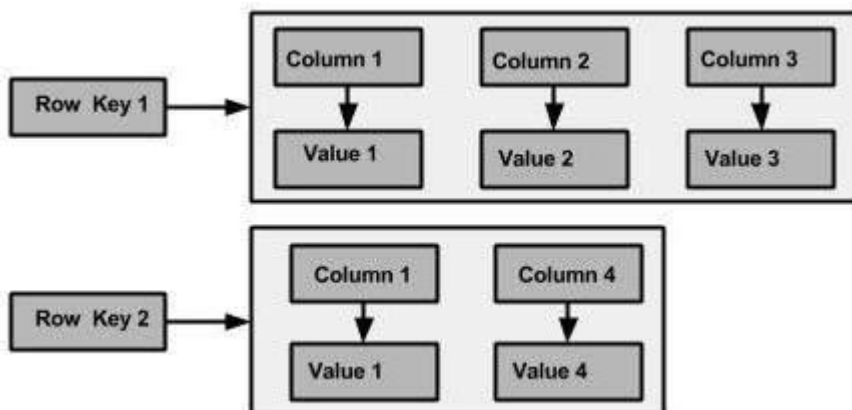 Column 1
Column 2
Column 3
Row Key 1
Value 1
Value 2
Value 3
Column 1
Column 4
Row Key 2
Value 1
Value 4